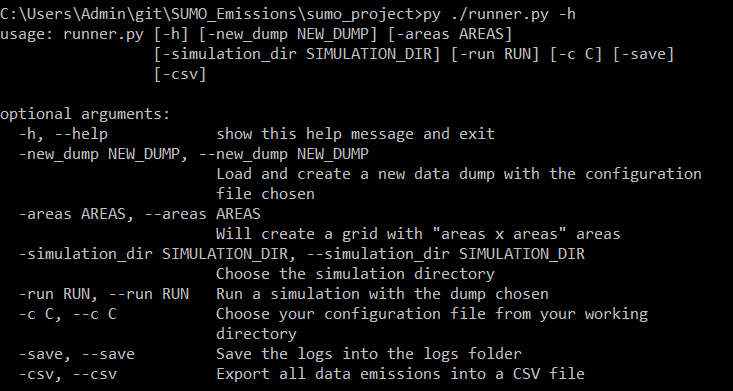 C:\Users\Admin\git\SUMO_Emissions\sumo_project>py ./runner.py -h
usage: runner.py [-h] [-new_dump NEW_DUMP] [-areas AREAS]
                 [-simulation_dir SIMULATION_DIR] [-run RUN] [-c C] [-save]
                 [-csv]

optional arguments:
  -h, --help            show this help message and exit
  -new_dump NEW_DUMP, --new_dump NEW_DUMP
                        Load and create a new data dump with the configuration
                        file chosen
  -areas AREAS, --areas AREAS
                        Will create a grid with "areas x areas" areas
  -simulation_dir SIMULATION_DIR, --simulation_dir SIMULATION_DIR
                        Choose the simulation directory
  -run RUN, --run RUN   Run a simulation with the dump chosen
  -c C, --c C           Choose your configuration file from your working
                        directory
  -save, --save         Save the logs into the logs folder
  -csv, --csv           Export all data emissions into a CSV file